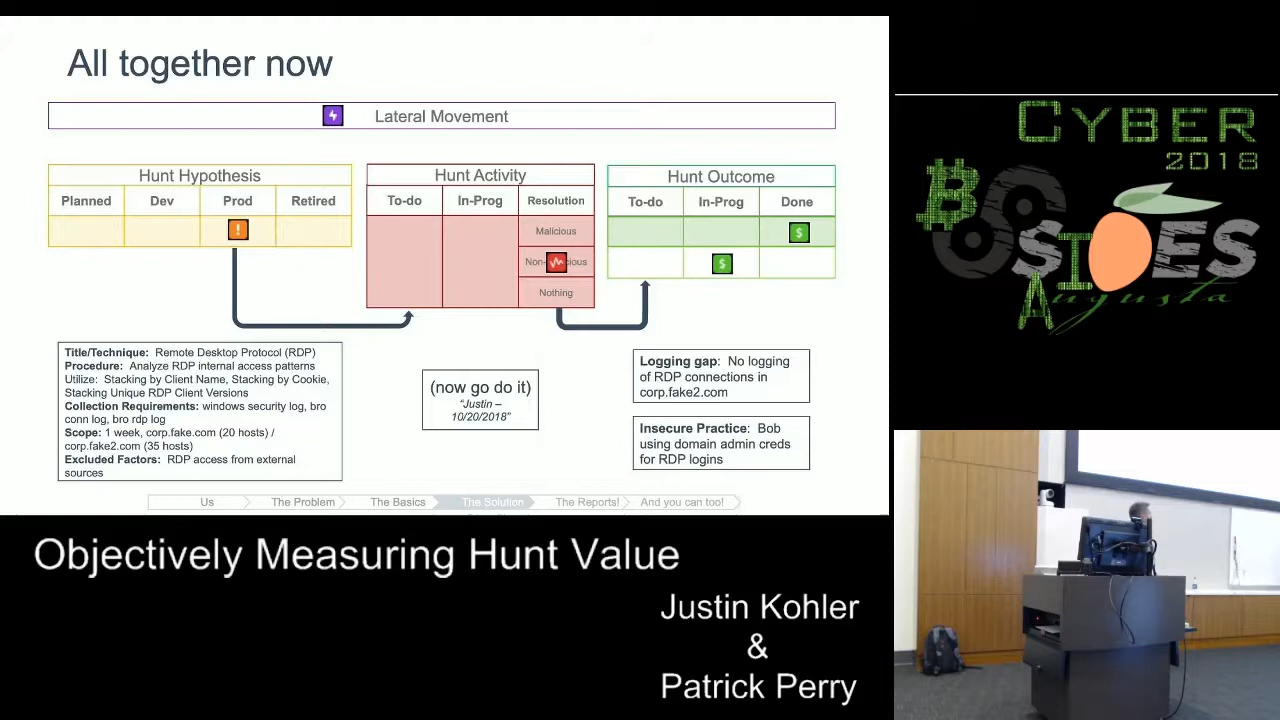 All together now
Lateral Movement
Hunt Hypothesis
Planned Dev Prod Retired
Hunt Activity
To-do In-Prog Resolution
Malicious
Nothing
Hunt Outcome
To-do In-Prog Done
Title/Technique: Remote Desktop Protocol (RDP)
Procedure: Analyze RDP internal access patterns
Utilize: Stacking by Client Name, Stacking by Cookie,
Stacking Unique RDP Client Versions
Collection Requirements: windows security log, bro
conn log, bro rdp log
Scope: 1 week, corp.fake.com (20 hosts) /
corp.fake2.com (35 hosts)
Excluded Factors: RDP access from external
sources
(now go do it)
“Justin –
10/20/2018”
Logging gap: No logging
of RDP connections in
corp.fake2.com
Insecure Practice: Bob
using domain admin creds
for RDP logins
Us The Problem The Basics The Solution The Reports! And you can too!
Objectively Measuring Hunt Value
Justin Kohler
&
Patrick Perry
CYBER
2018
BSIDES
Augusta